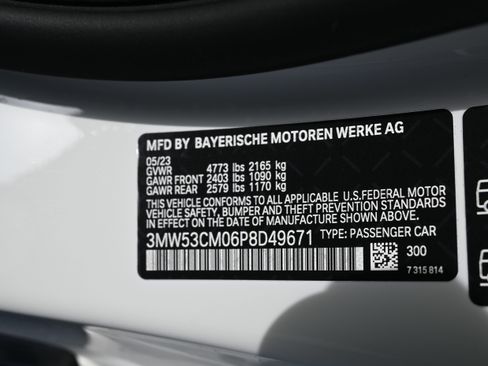 MFD BY BAYERISCHE MOTOREN WERKE AG
05/23
GVWR 4773 lbs 2165 kg
GAWR FRONT 2403 lbs 1090 kg
GAWR REAR 2579 lbs 1170 kg
THIS VEHICLE CONFORMS TO ALL APPLICABLE U.S.FEDERAL MOTOR
VEHICLE SAFETY, BUMPER AND THEFT PREVENTION STANDARDS
IN EFFECT ON THE DATE OF MANUFACTURE SHOWN ABOVE.
3MW53CM06P8D49671 TYPE: PASSENGER CAR
300
7 315 814